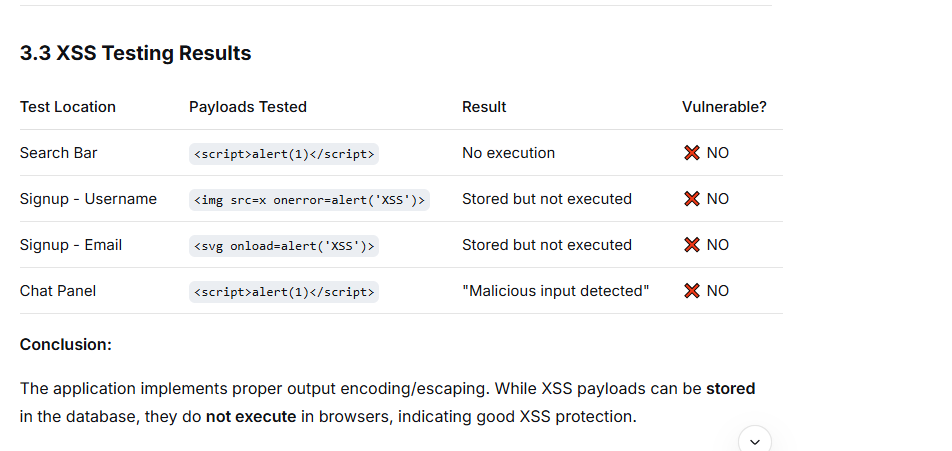 3.3 XSS Testing Results
Test Location Payloads Tested Result Vulnerable?
Search Bar <script>alert(1)</script> No execution ❌ NO
Signup - Username <img src=x onerror=alert('XSS')> Stored but not executed ❌ NO
Signup - Email <svg onload=alert('XSS')> Stored but not executed ❌ NO
Chat Panel <script>alert(1)</script> "Malicious input detected" ❌ NO
Conclusion:
The application implements proper output encoding/escaping. While XSS payloads can be stored
in the database, they do not execute in browsers, indicating good XSS protection.